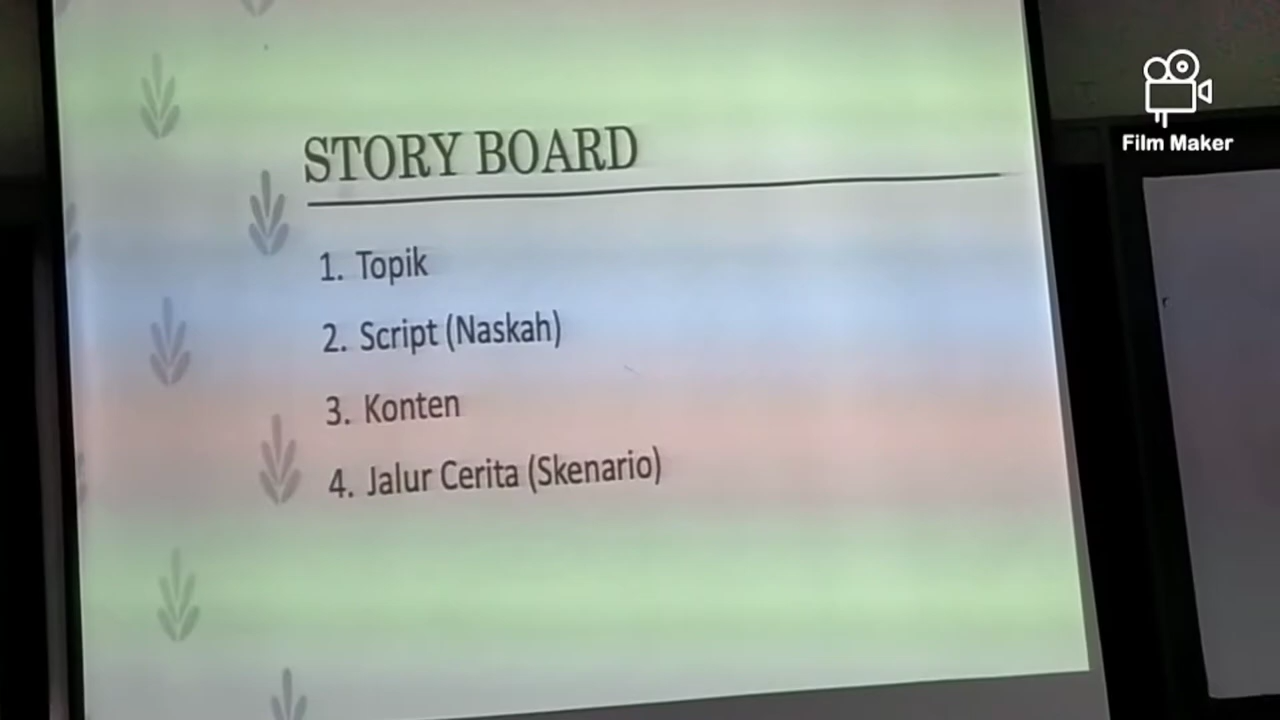 STORY BOARD
1. Topik
2. Script (Naskah)
3. Konten
4. Jalur Cerita (Skenario)
Film Maker